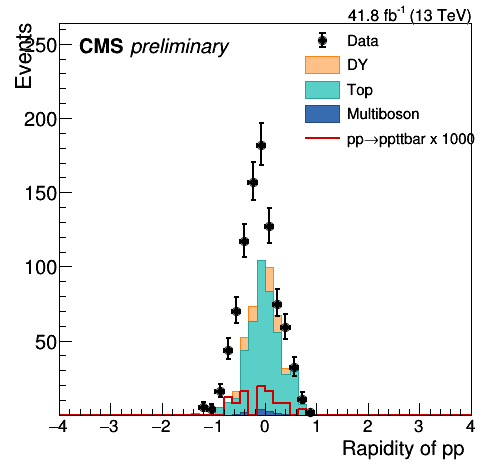 41.8 fb⁻¹ (13 TeV)
Events
CMS preliminary
Data
DY
Top
Multiboson
pp→ppttbar x 1000
250
200
150
100
50
−4 −3 −2 −1 0 1 2 3 4
Rapidity of pp